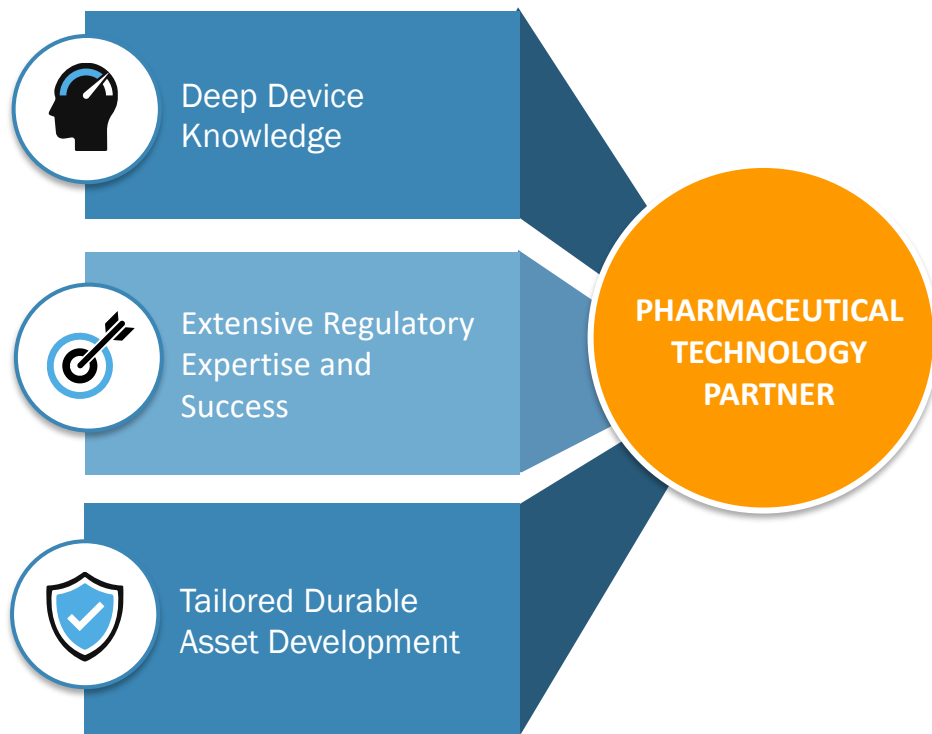 Deep Device
Knowledge
Extensive Regulatory
Expertise and
Success
Tailored Durable
Asset Development
PHARMACEUTICAL
TECHNOLOGY
PARTNER